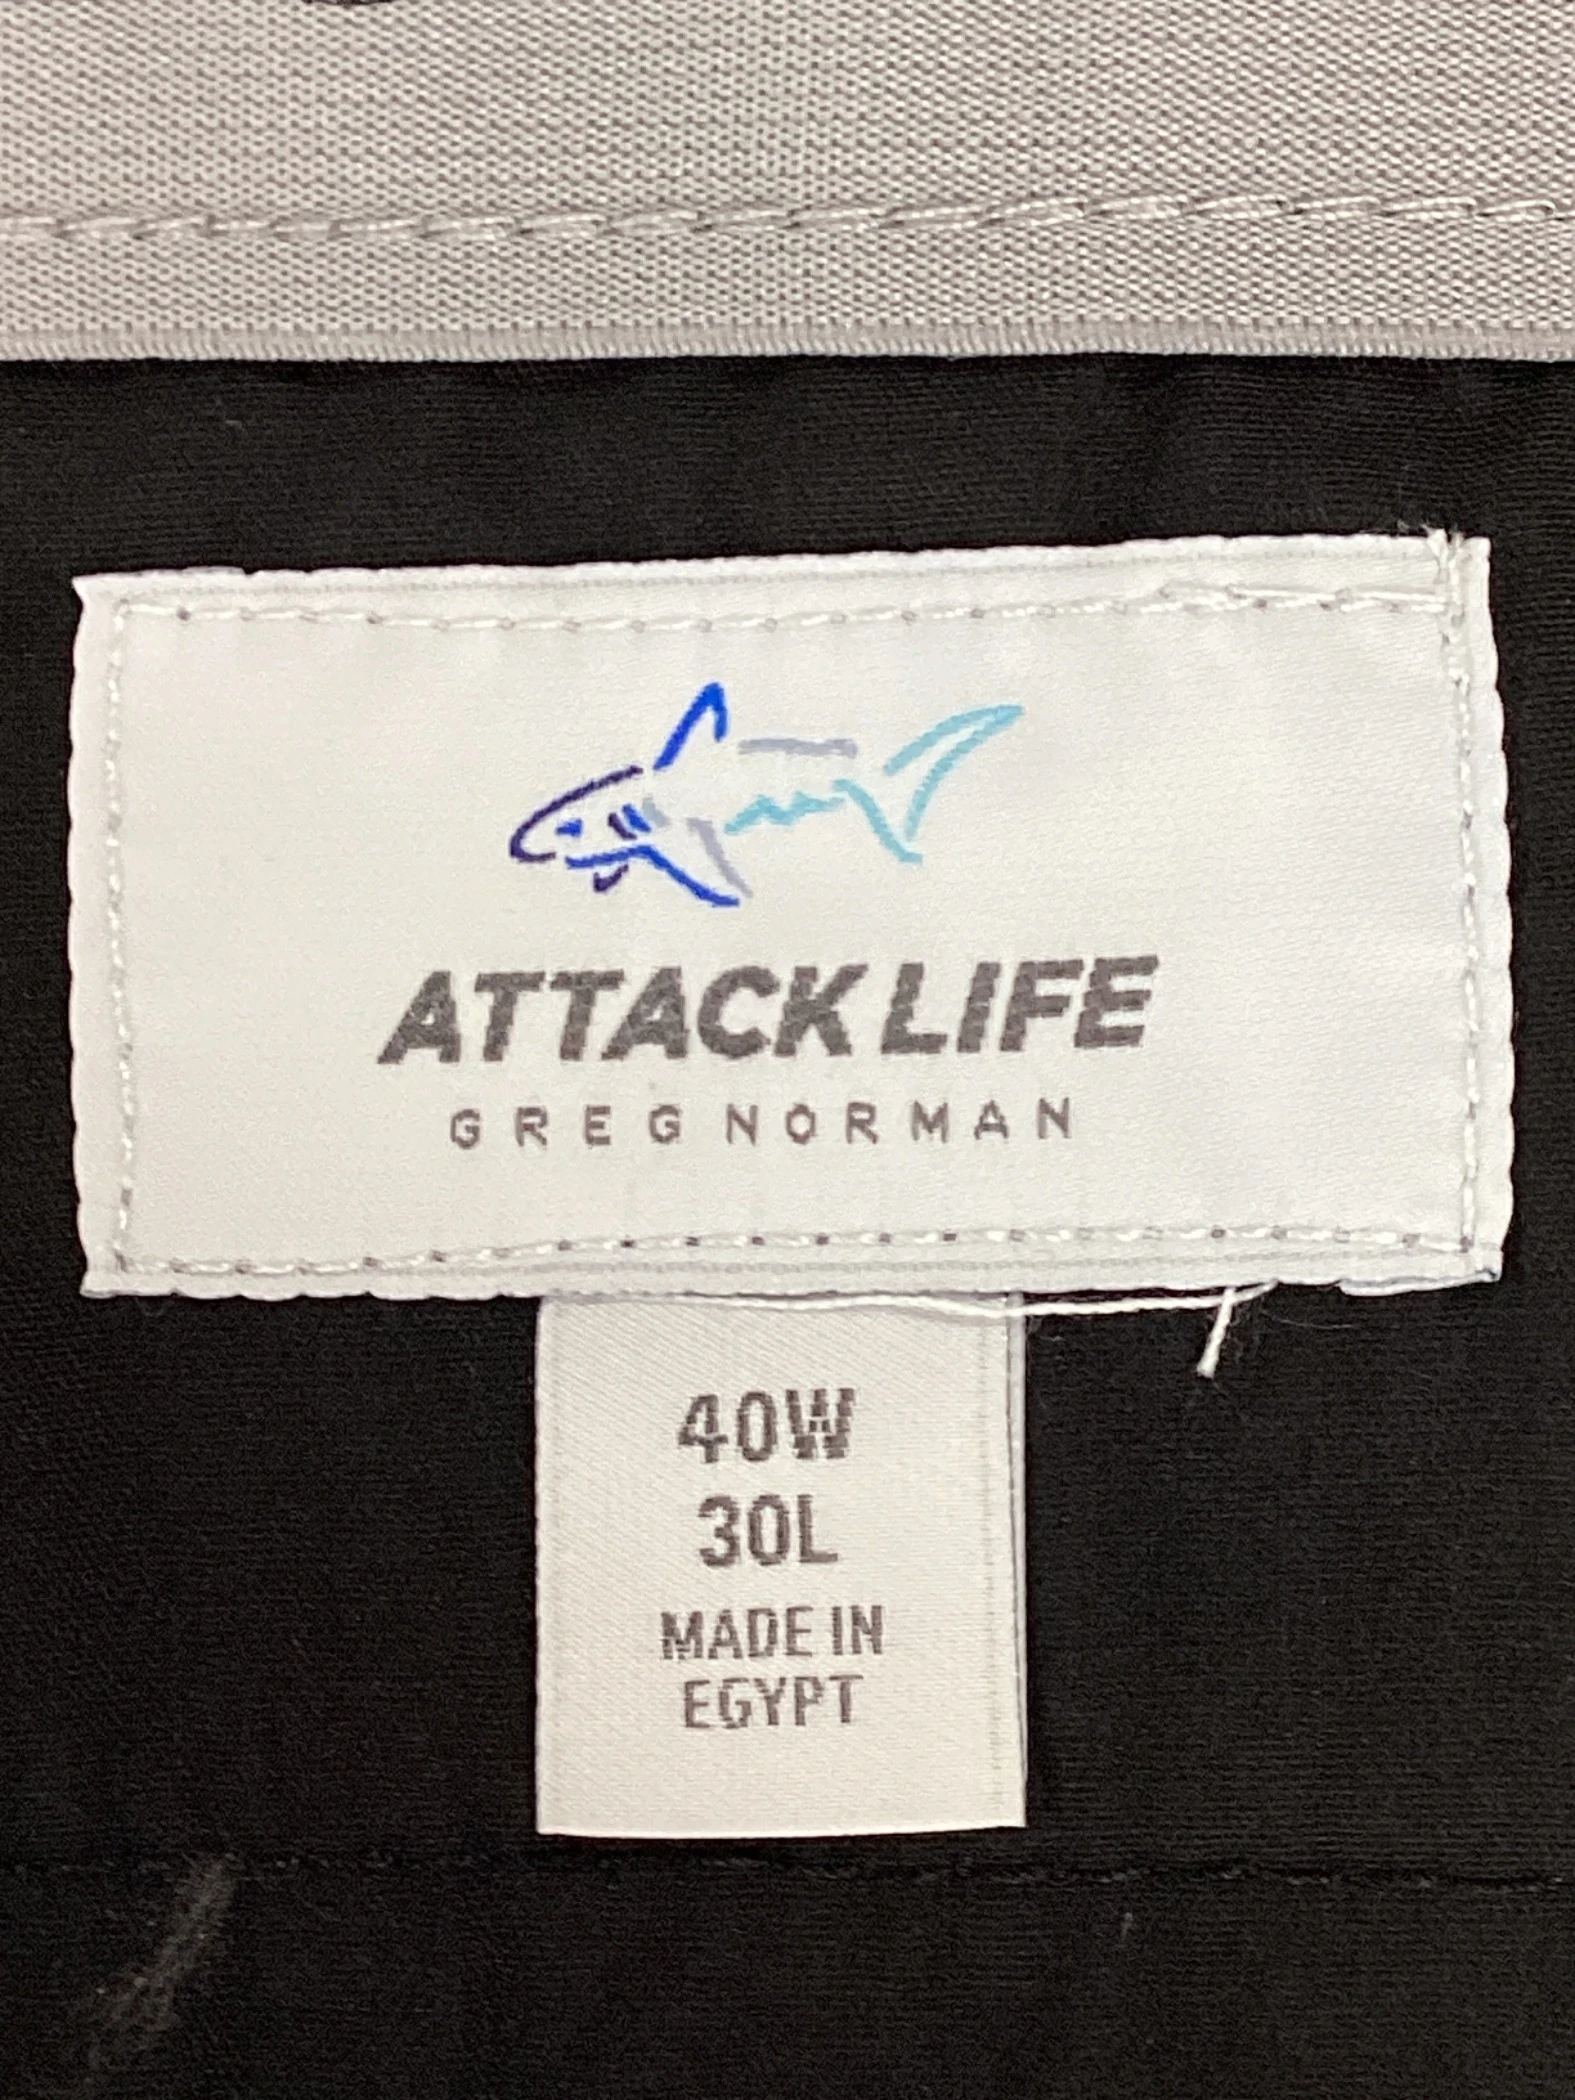 ATTACK LIFE
GREG NORMAN
40W
30L
MADE IN
EGYPT